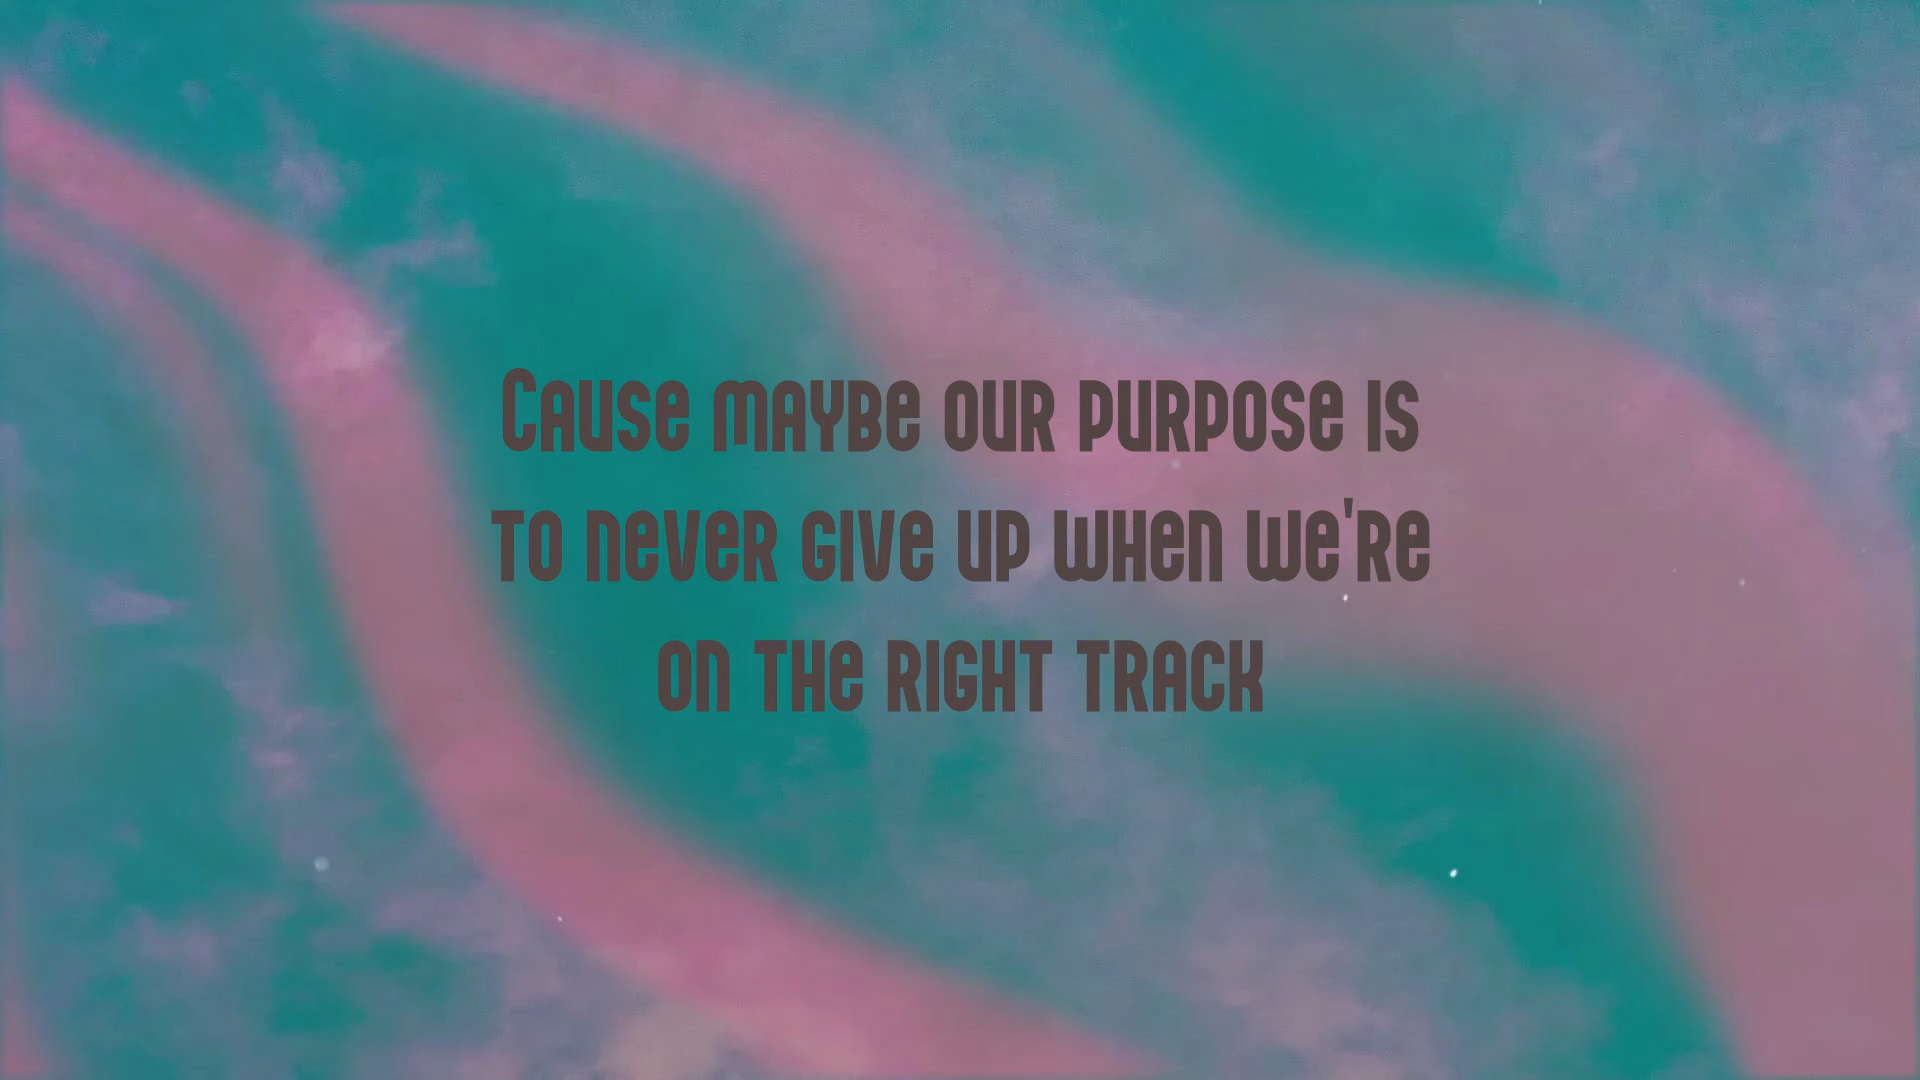 Cause maybe our purpose is
to never give up when we're
on the right track